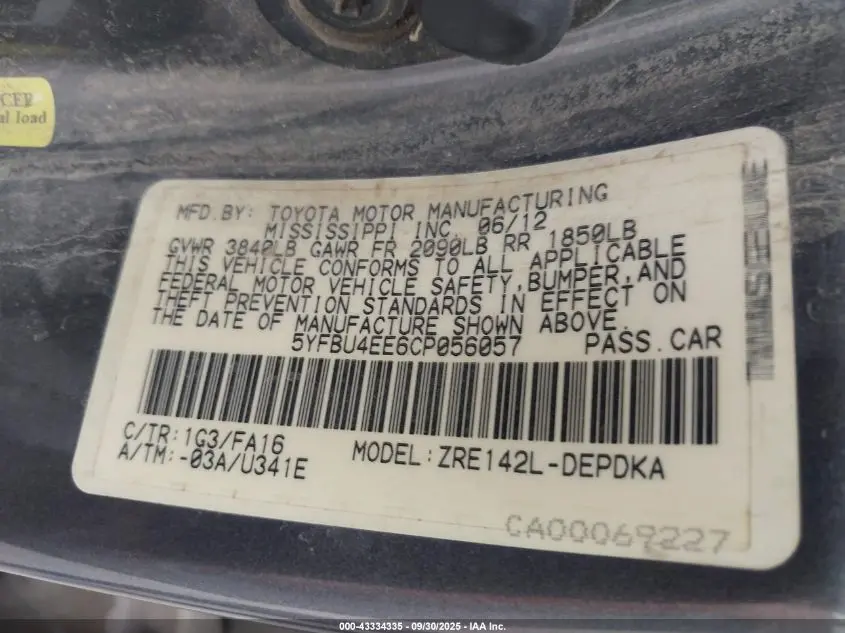 CEF
al load
MFD.BY: TOYOTA MOTOR MANUFACTURING
MISSISSIPPI INC. 06/12
GVWR 3840LB GAWR FR 2090LB RR 1850LB
THIS VEHICLE CONFORMS TO ALL APPLICABLE
FEDERAL MOTOR VEHICLE SAFETY, BUMPER, AND
THEFT PREVENTION STANDARDS IN EFFECT ON
THE DATE OF MANUFACTURE SHOWN ABOVE.
5YFBU4EE6CP056057 PASS.CAR
C/TR:1G3/FA16
A/TM:-03A/U341E
MODEL:ZRE142L-DEPDKA
CA00069227
000-43334335 - 09/30/2025 - IAA Inc.